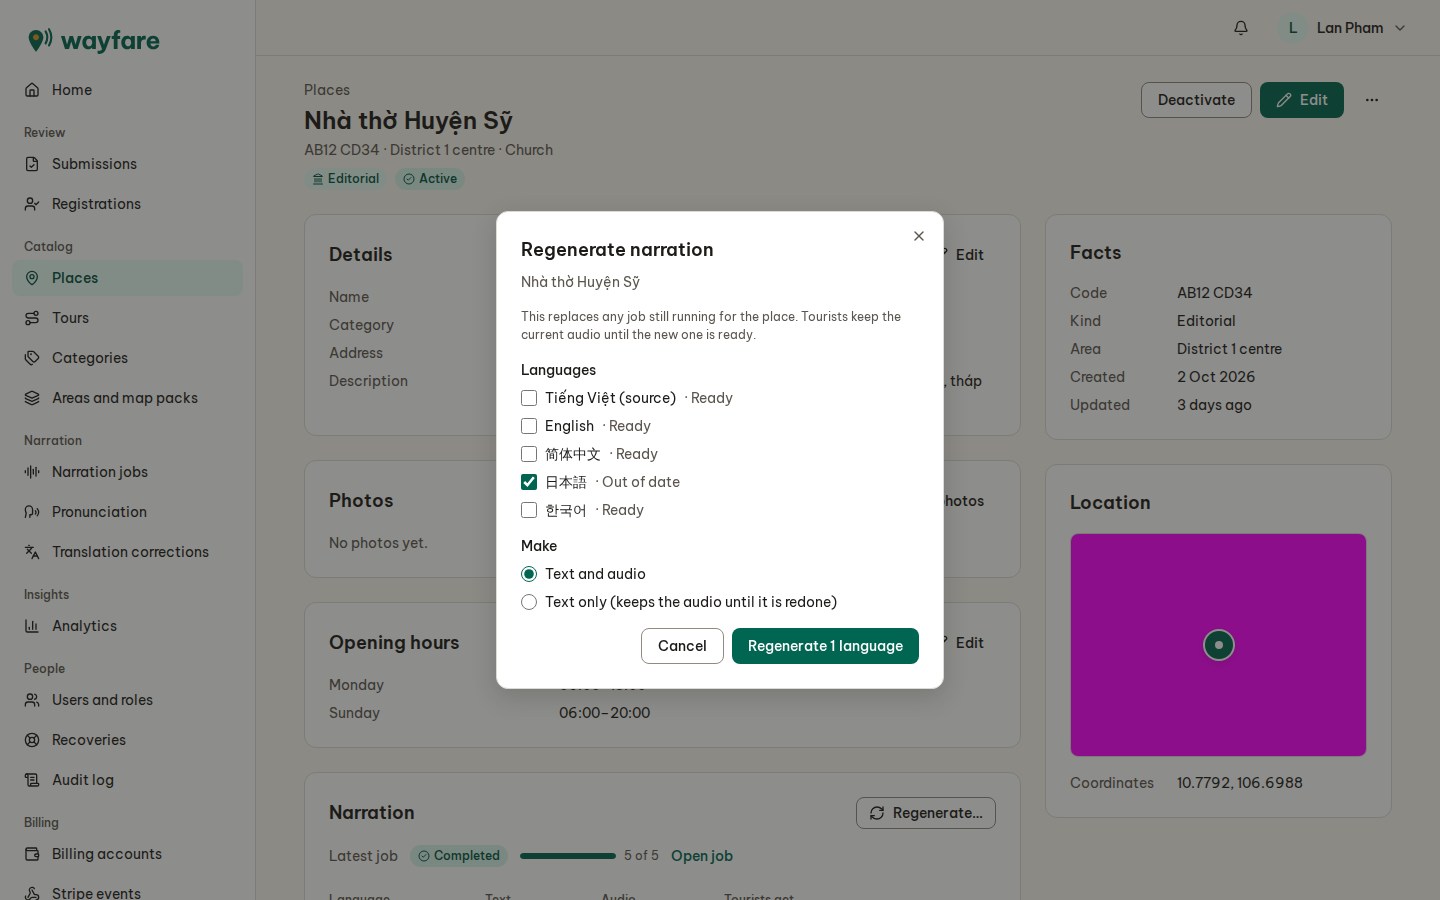 wayfare
Home
Review
Submissions
Registrations
Catalog
Places
Tours
Categories
Areas and map packs
Narration
Narration jobs
Pronunciation
Translation corrections
Insights
Analytics
People
Users and roles
Recoveries
Audit log
Billing
Billing accounts
Stripe events
L Lan Pham
Places
Nhà thờ Huyện Sỹ
AB12 CD34 · District 1 centre · Church
Editorial Active
Deactivate Edit
Details
Edit
Name
Category
Address
Description
, tháp
Photos
No photos yet.
Opening hours
Edit
Monday
Sunday 06:00–20:00
Narration
Regenerate...
Latest job Completed 5 of 5 Open job
Language Text Audio Tourists get
Regenerate narration
Nhà thờ Huyện Sỹ
This replaces any job still running for the place. Tourists keep the
current audio until the new one is ready.
Languages
Tiếng Việt (source) · Ready
English · Ready
简体中文 · Ready
日本語 · Out of date
한국어 · Ready
Make
Text and audio
Text only (keeps the audio until it is redone)
Cancel Regenerate 1 language
Facts
Code AB12 CD34
Kind Editorial
Area District 1 centre
Created 2 Oct 2026
Updated 3 days ago
Location
Coordinates 10.7792, 106.6988